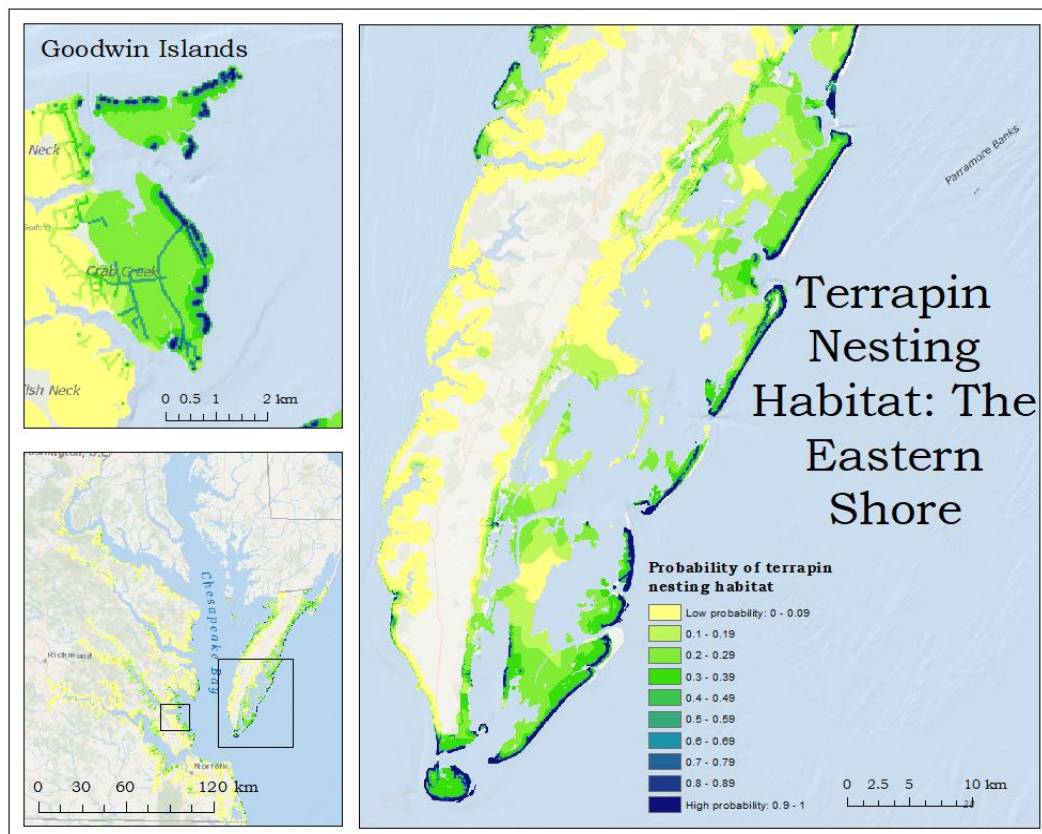 Goodwin Islands
Neck
Crab Creek
ish Neck
0 0.5 1 2 km
Chesapeake Bay
Richmond
Norfolk
0 30 60 120 km
Parramore Banks
Terrapin
Nesting
Habitat: The
Eastern
Shore
Probability of terrapin
nesting habitat
Low probability: 0 - 0.09
0.1 - 0.19
0.2 - 0.29
0.3 - 0.39
0.4 - 0.49
0.5 - 0.59
0.6 - 0.69
0.7 - 0.79
0.8 - 0.89
High probability: 0.9 - 1
0 2.5 5 10 km